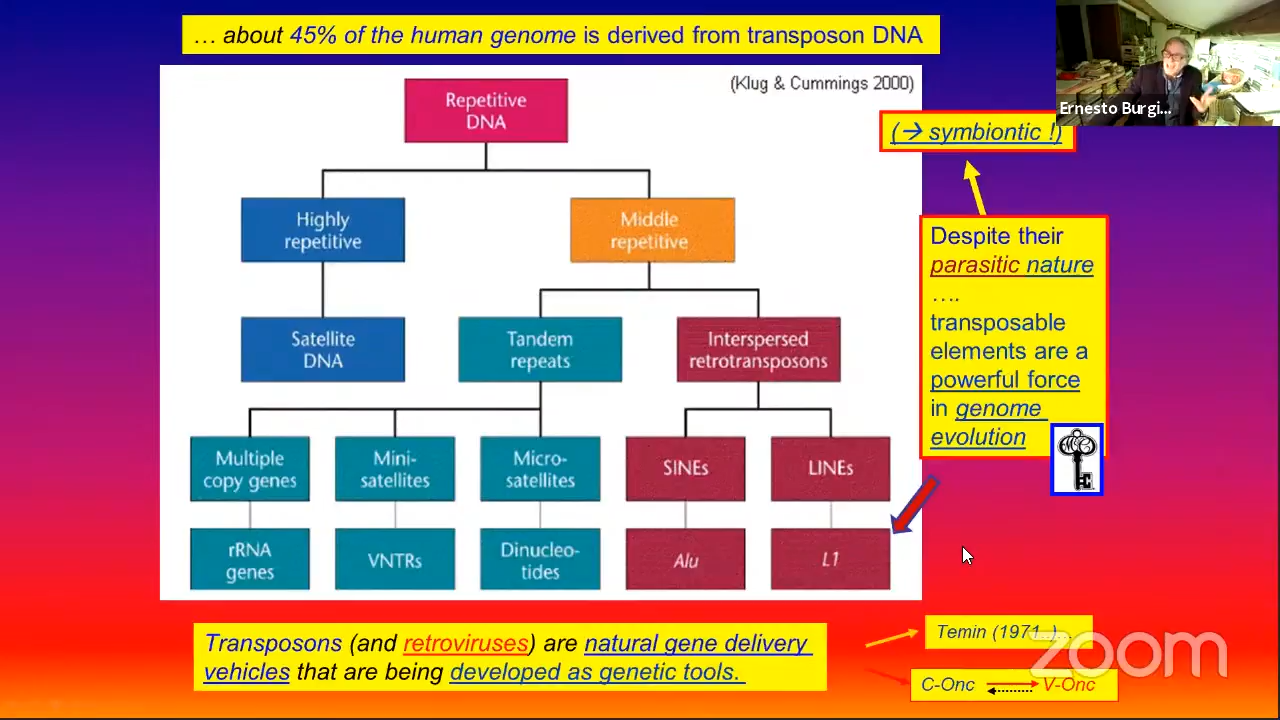 … about 45% of the human genome is derived from transposon DNA
Ernesto Burgi...
(Klug & Cummings 2000)
(→ symbiontic !)
Repetitive
DNA
Highly
repetitive
Middle
repetitive
Despite their
parasitic nature
….
transposable
elements are a
powerful force
in genome
evolution
Satellite
DNA
Tandem
repeats
Interspersed
retrotransposons
Multiple
copy genes
Mini-
satellites
Micro-
satellites
SINEs
LINEs
rRNA
genes
VNTRs
Dinucleo-
tides
Alu
L1
Transposons (and retroviruses) are natural gene delivery
vehicles that are being developed as genetic tools.
Temin (1971..)...
zoom
C-Onc V-Onc